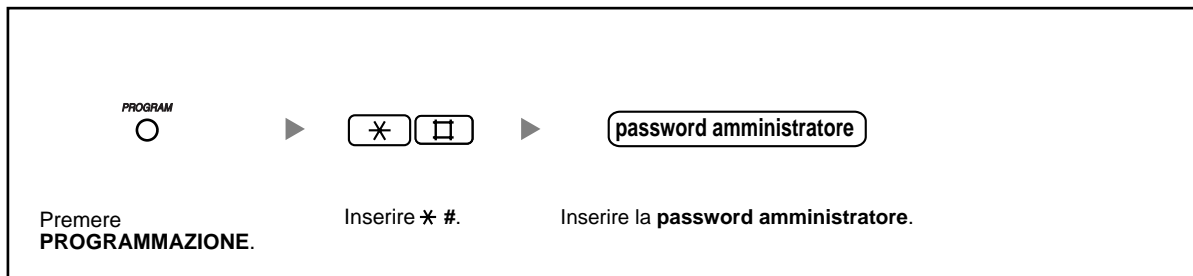 PROGRAM
✳ #
password amministratore
Premere
PROGRAMMAZIONE.
Inserire ✳ #.
Inserire la password amministratore.